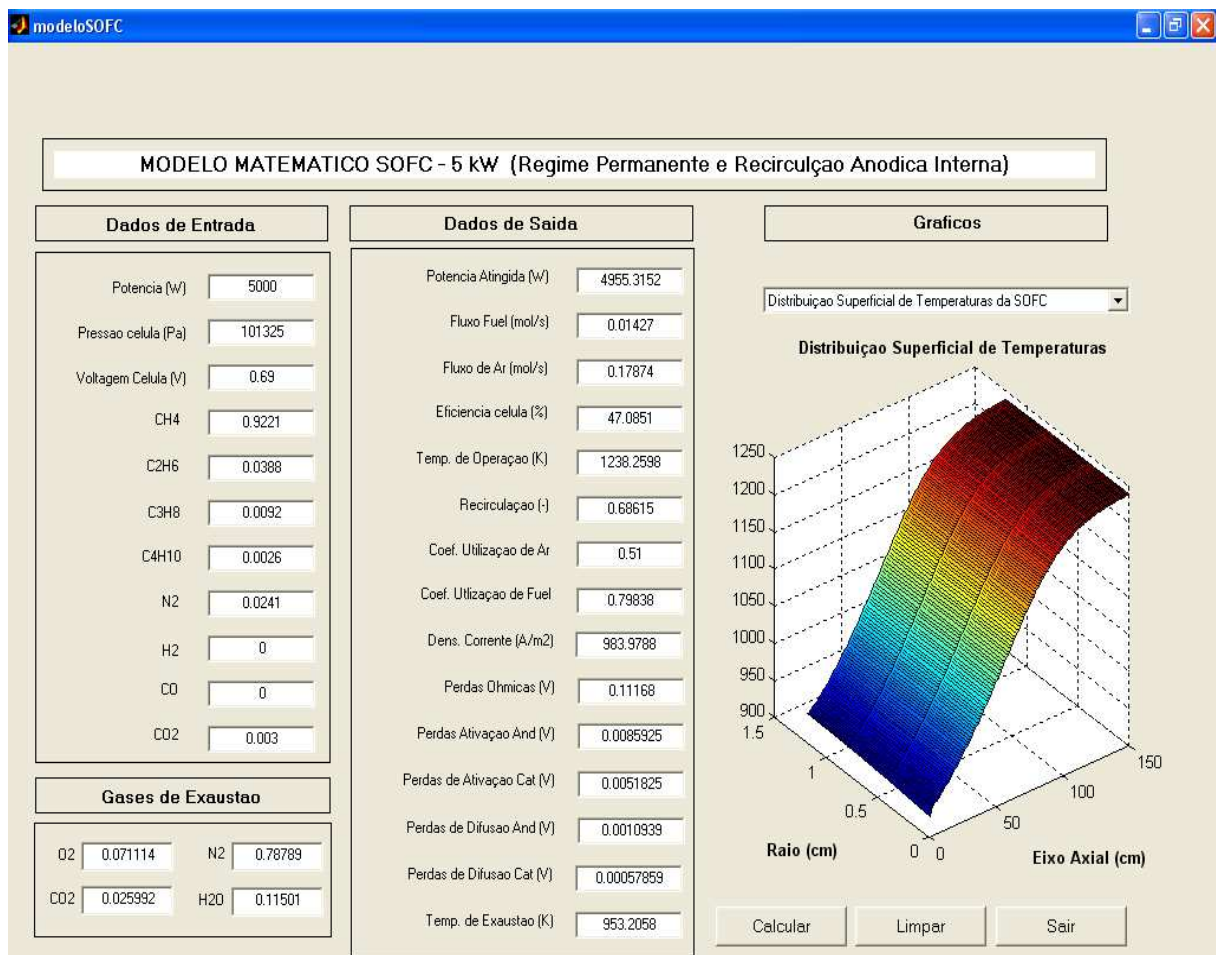 modeloSOFC
MODELO MATEMATICO SOFC - 5 kW (Regime Permanente e Recirculçao Anodica Interna)
Dados de Entrada
Potencia (W) 5000
Pressao celula (Pa) 101325
Voltagem Celula (V) 0.69
CH4 0.9221
C2H6 0.0388
C3H8 0.0092
C4H10 0.0026
N2 0.0241
H2 0
CO 0
CO2 0.003
Gases de Exaustao
O2 0.071114 N2 0.78789
CO2 0.025992 H2O 0.11501
Dados de Saida
Potencia Atingida (W) 4955.3152
Fluxo Fuel (mol/s) 0.01427
Fluxo de Ar (mol/s) 0.17874
Eficiencia celula (%) 47.0851
Temp. de Operaçao (K) 1238.2598
Recirculaçao (-) 0.68615
Coef. Utilizaçao de Ar 0.51
Coef. Utlizaçao de Fuel 0.79838
Dens. Corrente (A/m2) 983.9788
Perdas Ohmicas (V) 0.11168
Perdas Ativaçao And (V) 0.0085925
Perdas de Ativaçao Cat (V) 0.0051825
Perdas de Difusao And (V) 0.0010939
Perdas de Difusao Cat (V) 0.00057859
Temp. de Exaustao (K) 953.2058
Graficos
Distribuiçao Superficial de Temperaturas da SOFC
Distribuiçao Superficial de Temperaturas
1250
1200
1150
1100
1050
1000
950
900
1.5
1
0.5
0
0
50
100
150
Raio (cm)
Eixo Axial (cm)
Calcular Limpar Sair